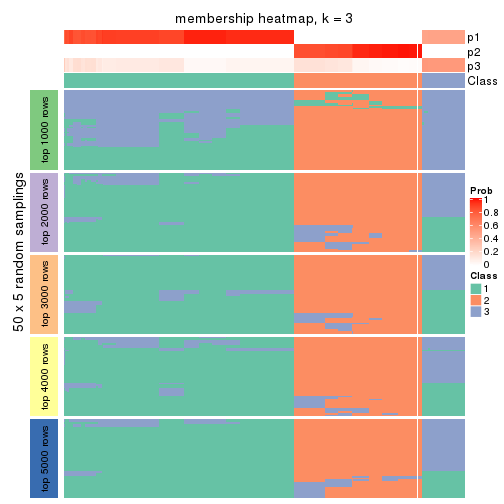 membership heatmap, k = 3
p1
p2
p3
Class
50 x 5 random samplings
top 1000 rows
top 2000 rows
top 3000 rows
top 4000 rows
top 5000 rows
Prob
1
0.8
0.6
0.4
0.2
0
Class
1
2
3